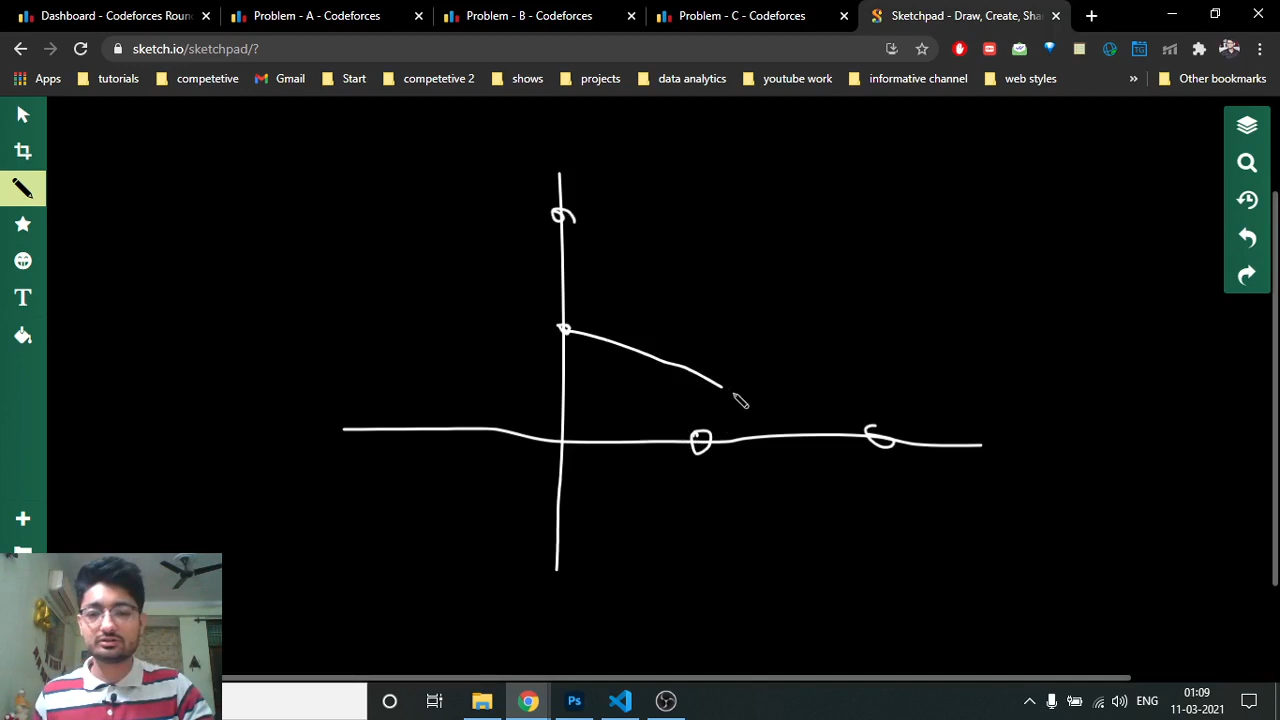 Dashboard - Codeforces Roun
Problem - A - Codeforces
Problem - B - Codeforces
Problem - C - Codeforces
Sketchpad - Draw, Create, Sha
sketch.io/sketchpad/?
Apps
tutorials
competetive
Gmail
Start
competetive 2
shows
projects
data analytics
youtube work
informative channel
web styles
»
Other bookmarks
T
Ps
ENG
01:09
11-03-2021